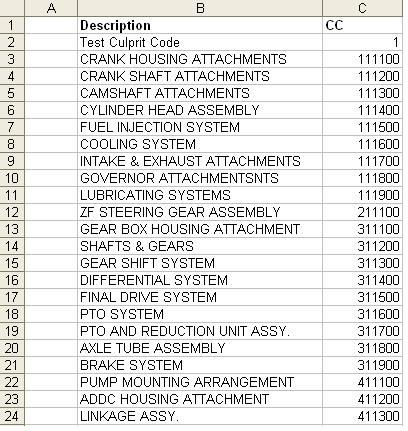 A B C
1 Description CC
2 Test Culprit Code 1
3 CRANK HOUSING ATTACHMENTS 111100
4 CRANK SHAFT ATTACHMENTS 111200
5 CAMSHAFT ATTACHMENTS 111300
6 CYLINDER HEAD ASSEMBLY 111400
7 FUEL INJECTION SYSTEM 111500
8 COOLING SYSTEM 111600
9 INTAKE & EXHAUST ATTACHMENTS 111700
10 GOVERNOR ATTACHMENTSNTS 111800
11 LUBRICATING SYSTEMS 111900
12 ZF STEERING GEAR ASSEMBLY 211100
13 GEAR BOX HOUSING ATTACHMENT 311100
14 SHAFTS & GEARS 311200
15 GEAR SHIFT SYSTEM 311300
16 DIFFERENTIAL SYSTEM 311400
17 FINAL DRIVE SYSTEM 311500
18 PTO SYSTEM 311600
19 PTO AND REDUCTION UNIT ASSY. 311700
20 AXLE TUBE ASSEMBLY 311800
21 BRAKE SYSTEM 311900
22 PUMP MOUNTING ARRANGEMENT 411100
23 ADDC HOUSING ATTACHMENT 411200
24 LINKAGE ASSY. 411300